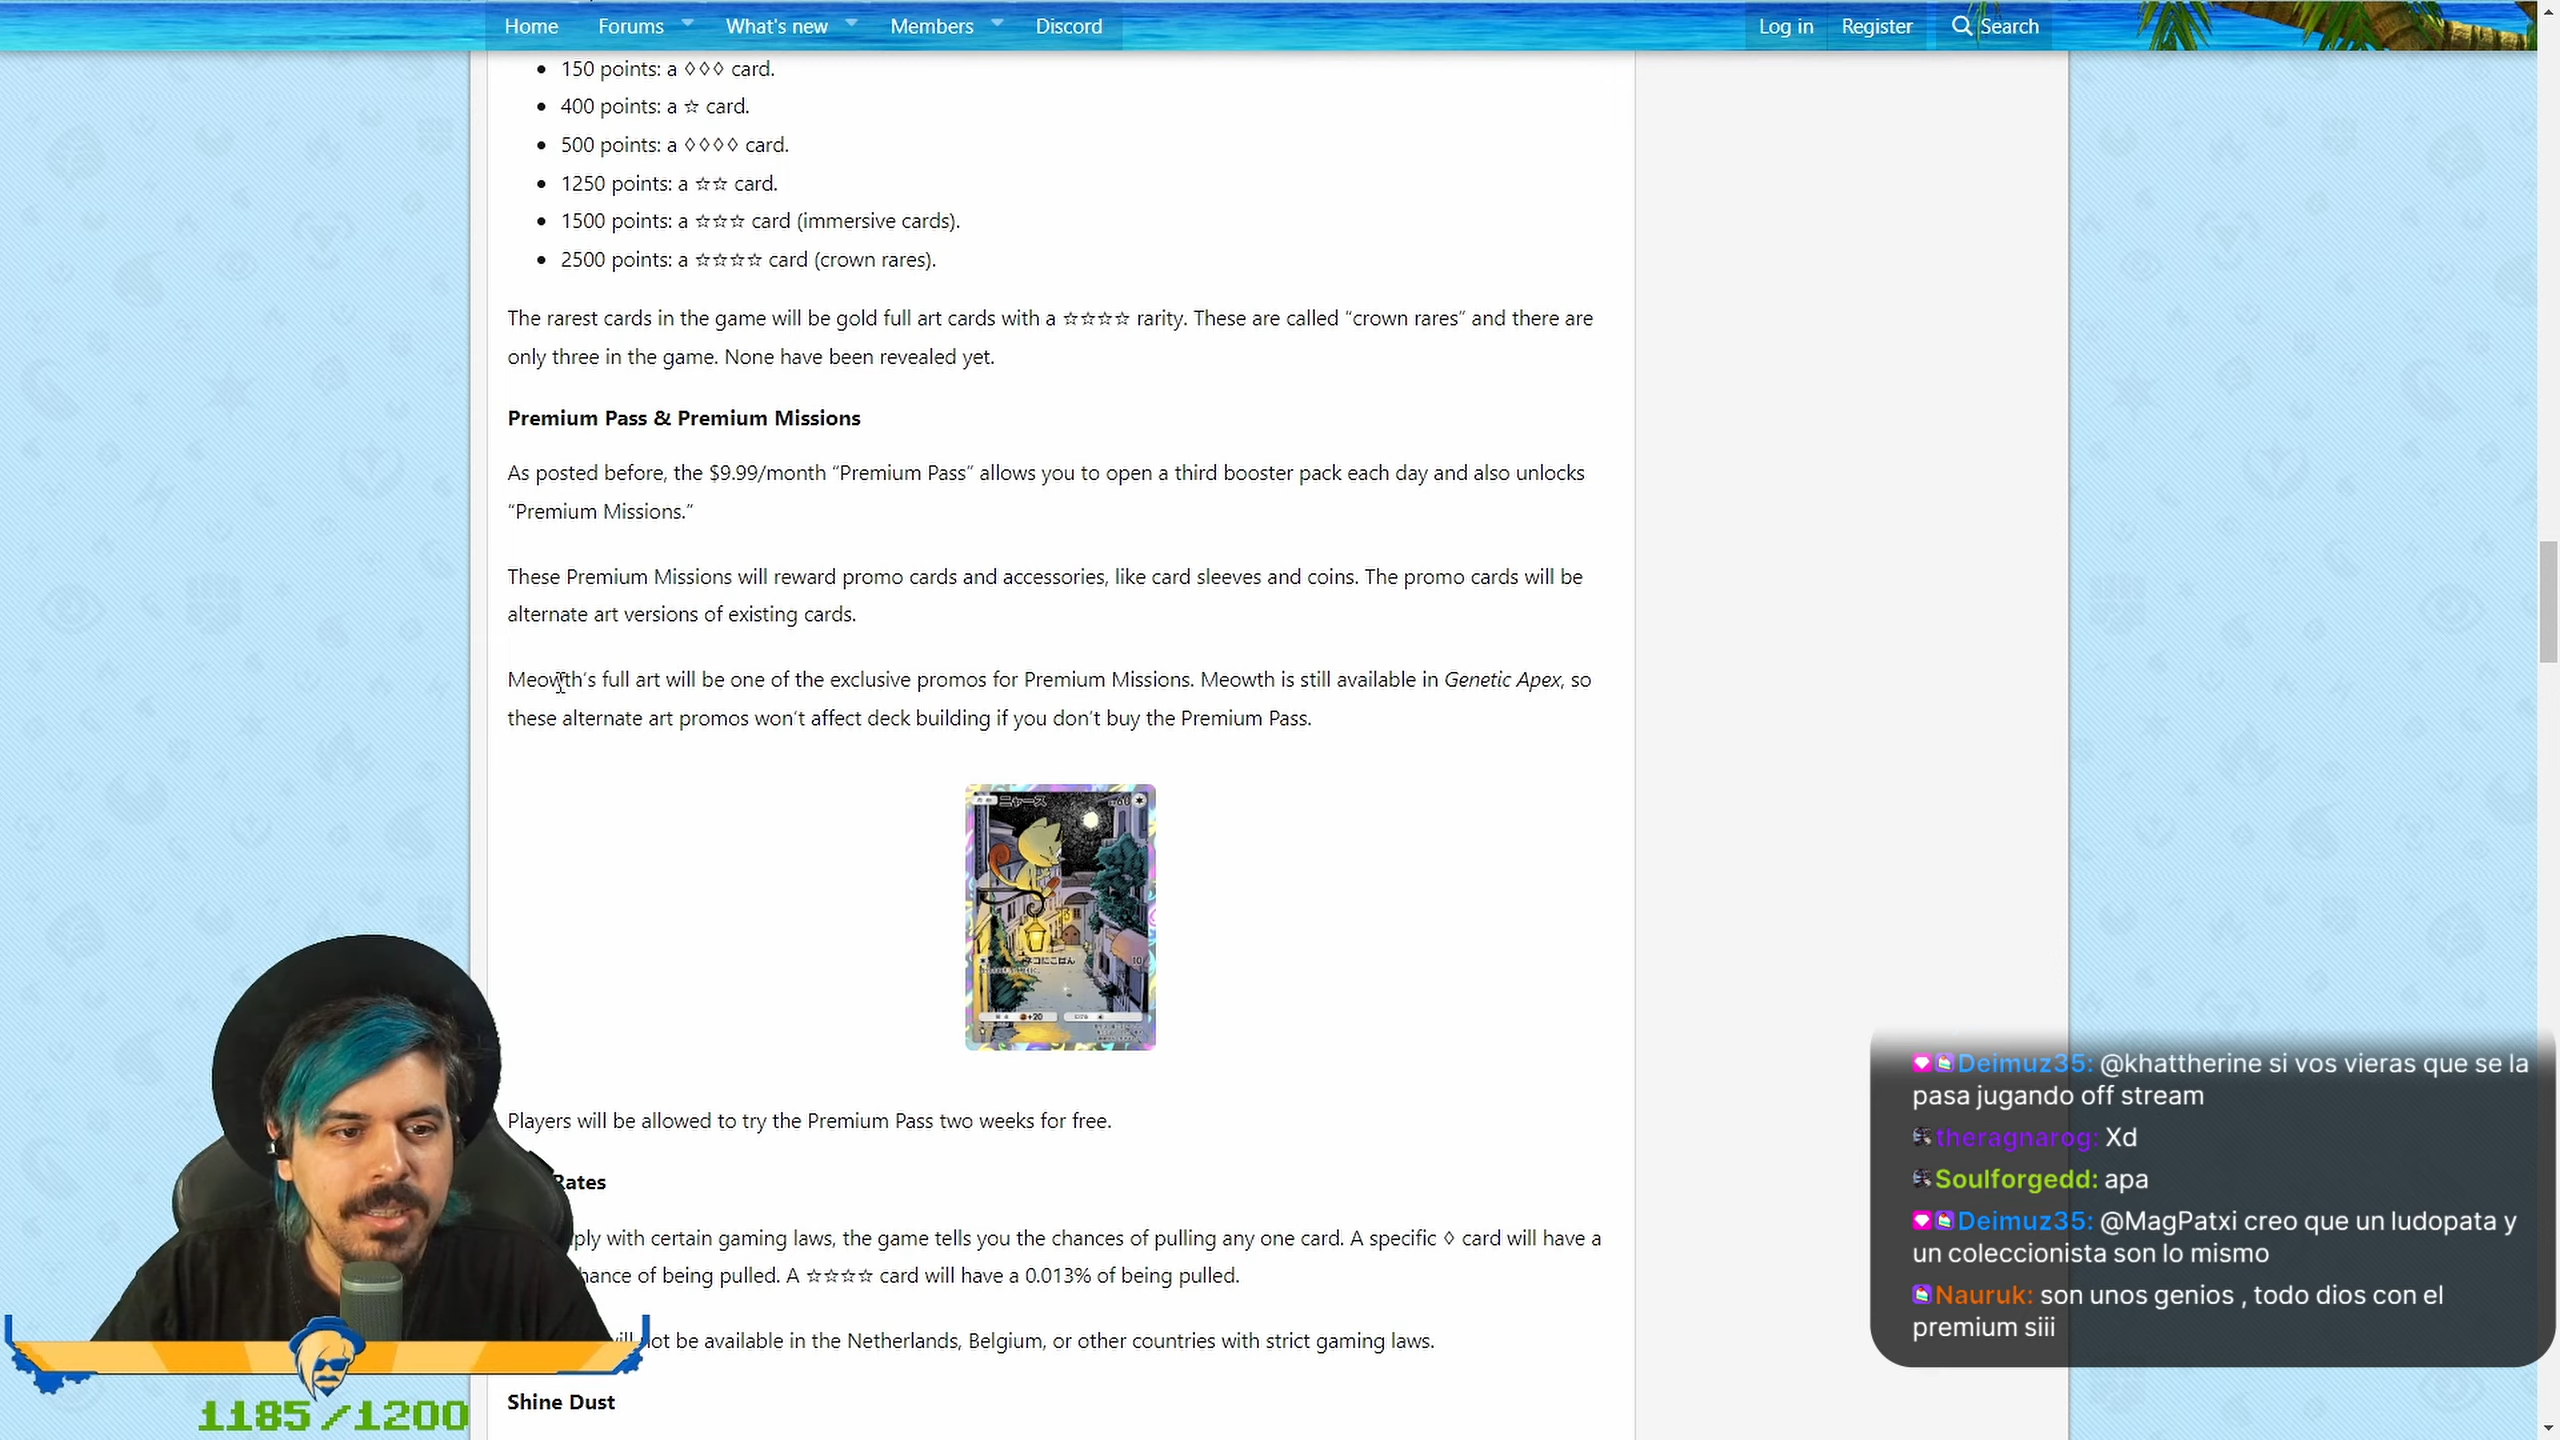 Home Forums What's new Members Discord Log in Register Search
150 points: a ◊◊◊ card.
400 points: a ☆ card.
500 points: a ◊◊◊◊ card.
1250 points: a ☆☆ card.
1500 points: a ☆☆☆ card (immersive cards).
2500 points: a ☆☆☆☆ card (crown rares).
The rarest cards in the game will be gold full art cards with a ☆☆☆☆ rarity. These are called “crown rares” and there are
only three in the game. None have been revealed yet.
Premium Pass & Premium Missions
As posted before, the $9.99/month “Premium Pass” allows you to open a third booster pack each day and also unlocks
“Premium Missions.”
These Premium Missions will reward promo cards and accessories, like card sleeves and coins. The promo cards will be
alternate art versions of existing cards.
Meowth’s full art will be one of the exclusive promos for Premium Missions. Meowth is still available in Genetic Apex, so
these alternate art promos won’t affect deck building if you don’t buy the Premium Pass.
ニャース
ネコにこばん 10
+20
Players will be allowed to try the Premium Pass two weeks for free.
Rates
ply with certain gaming laws, the game tells you the chances of pulling any one card. A specific ◊ card will have a
hance of being pulled. A ☆☆☆☆ card will have a 0.013% of being pulled.
not be available in the Netherlands, Belgium, or other countries with strict gaming laws.
Shine Dust
1185/1200
Deimuz35: @khattherine si vos vieras que se la
pasa jugando off stream
theragnarog: Xd
Soulforgedd: apa
Deimuz35: @MagPatxi creo que un ludopata y
un coleccionista son lo mismo
Nauruk: son unos genios , todo dios con el
premium siii